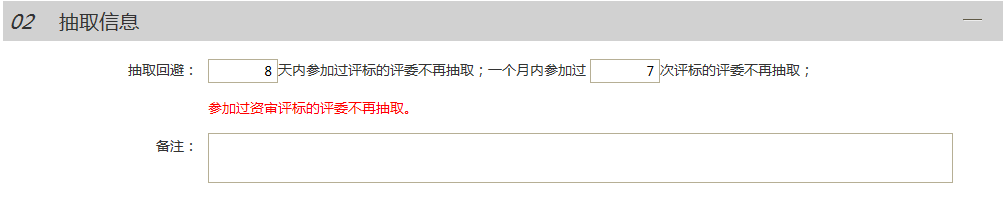 02 抽取信息
抽取回避： 8 天内参加过评标的评委不再抽取；一个月内参加过 7 次评标的评委不再抽取；
参加过资审评标的评委不再抽取。
备注：